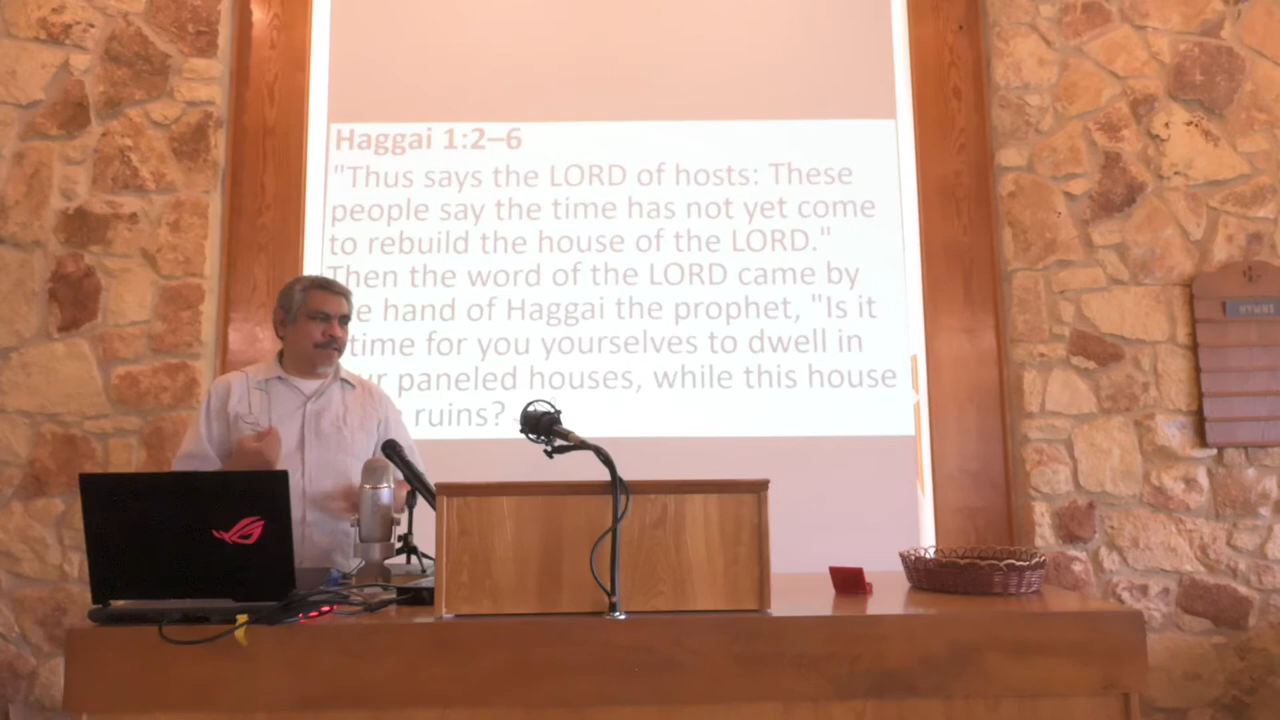 Haggai 1:2–6
"Thus says the LORD of hosts: These
people say the time has not yet come
to rebuild the house of the LORD."
Then the word of the LORD came by
e hand of Haggai the prophet, "Is it
time for you yourselves to dwell in
ur paneled houses, while this house
ruins?
HYMNS